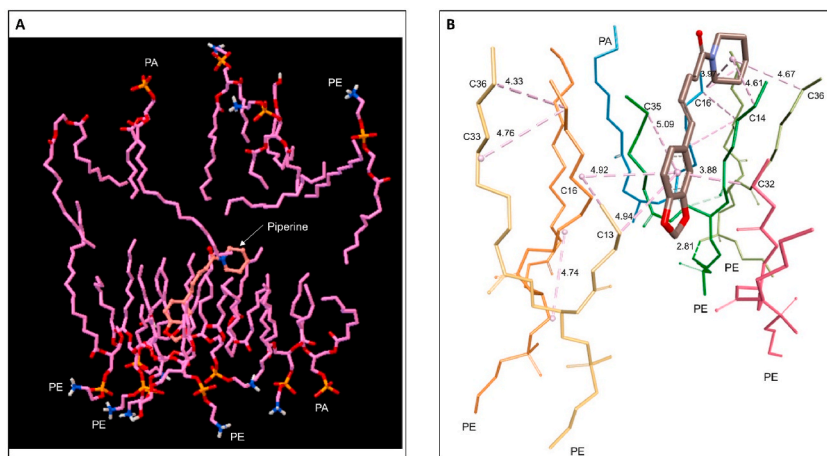 A
PA
PE
Piperine
PE
PE
PE
PA
B
PA
C36
4.33
C33
4.76
C35
5.09
3.97
4.61
4.67
C16
C14
C36
4.92
3.88
C32
C16
C13
4.94
2.81
4.74
PE
PE
PE
PE
PE